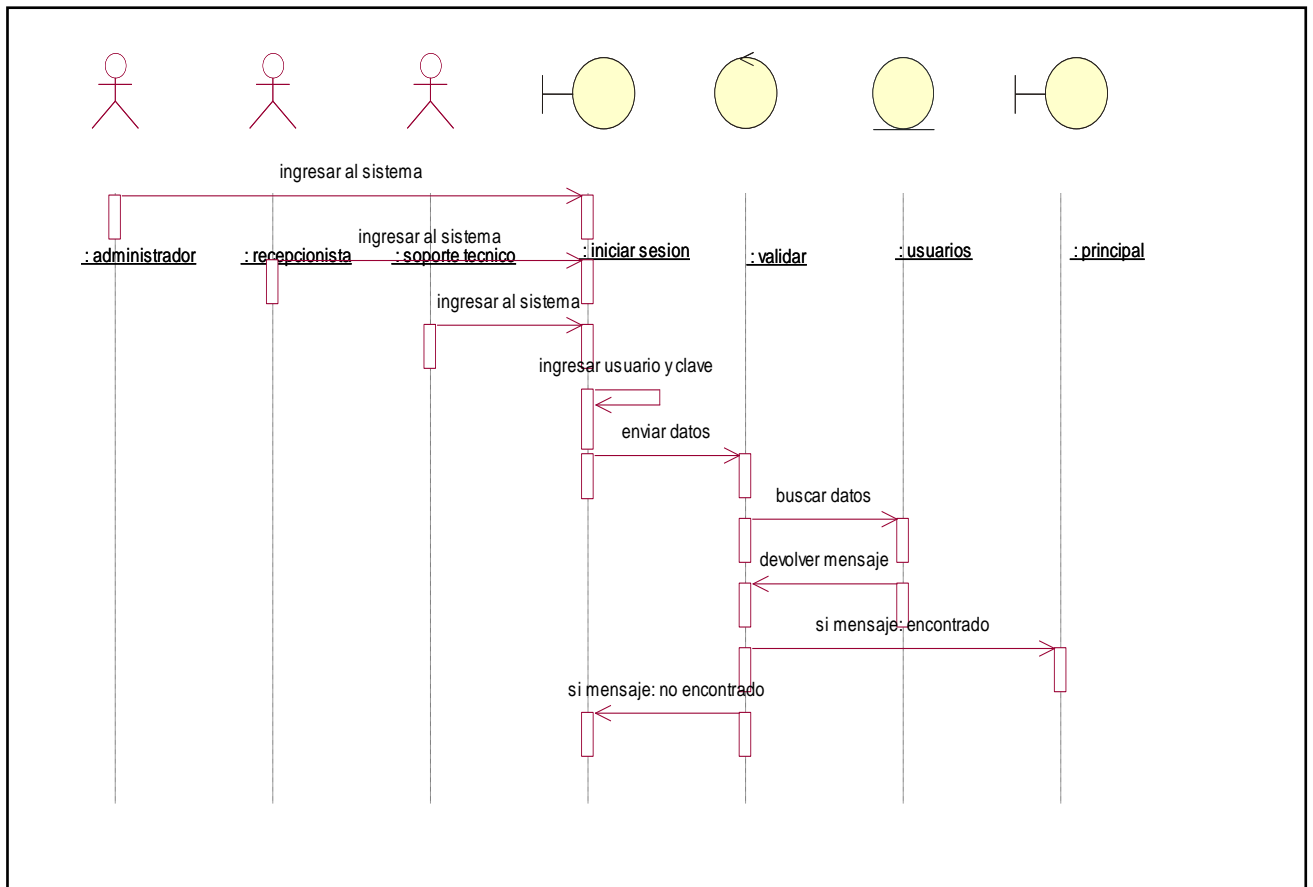 ingresar al sistema
ingresar al sistema
: administrador
: recepcionista
: soporte tecnico
: iniciar sesion
: validar
: usuarios
: principal
ingresar al sistema
ingresar usuario y clave
enviar datos
buscar datos
devolver mensaje
si mensaje: encontrado
si mensaje: no encontrado